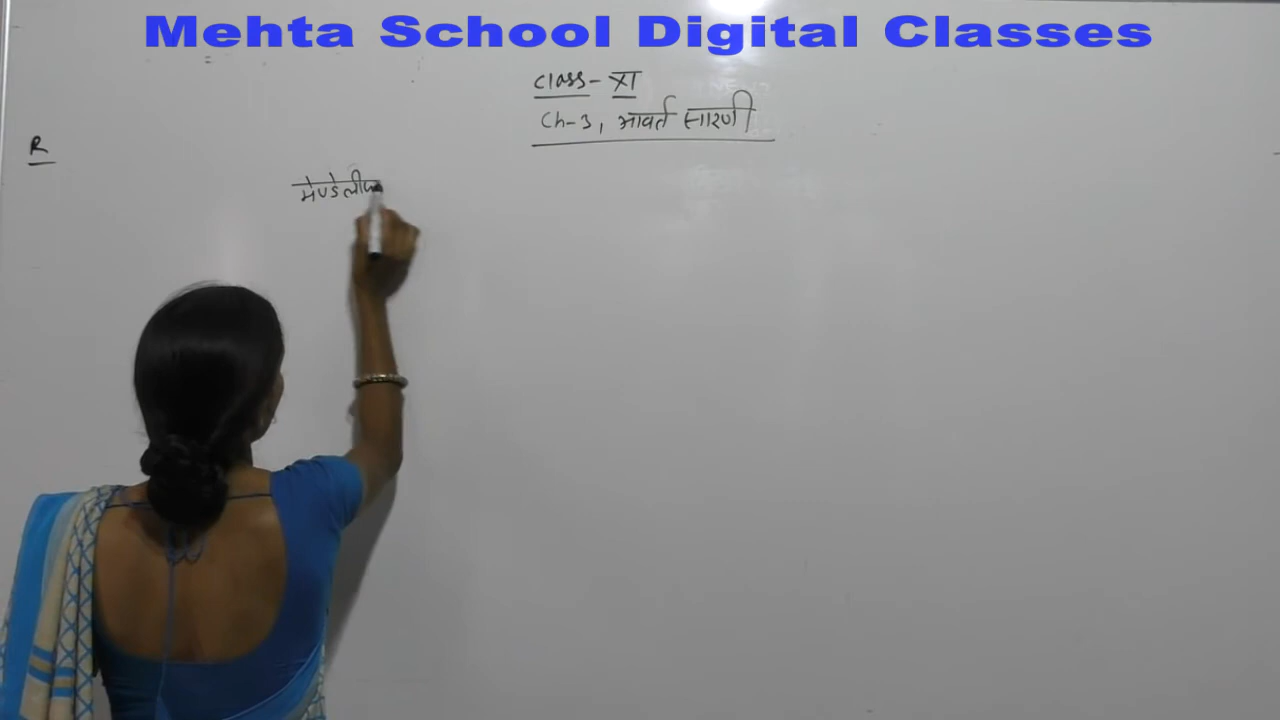 Mehta School Digital Classes
Class - XI
Ch-3, आवर्त सारणी
R
मेण्डेलीफ